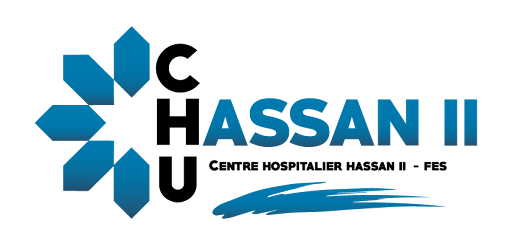 CHU
HASSAN II
CENTRE HOSPITALIER HASSAN II - FES